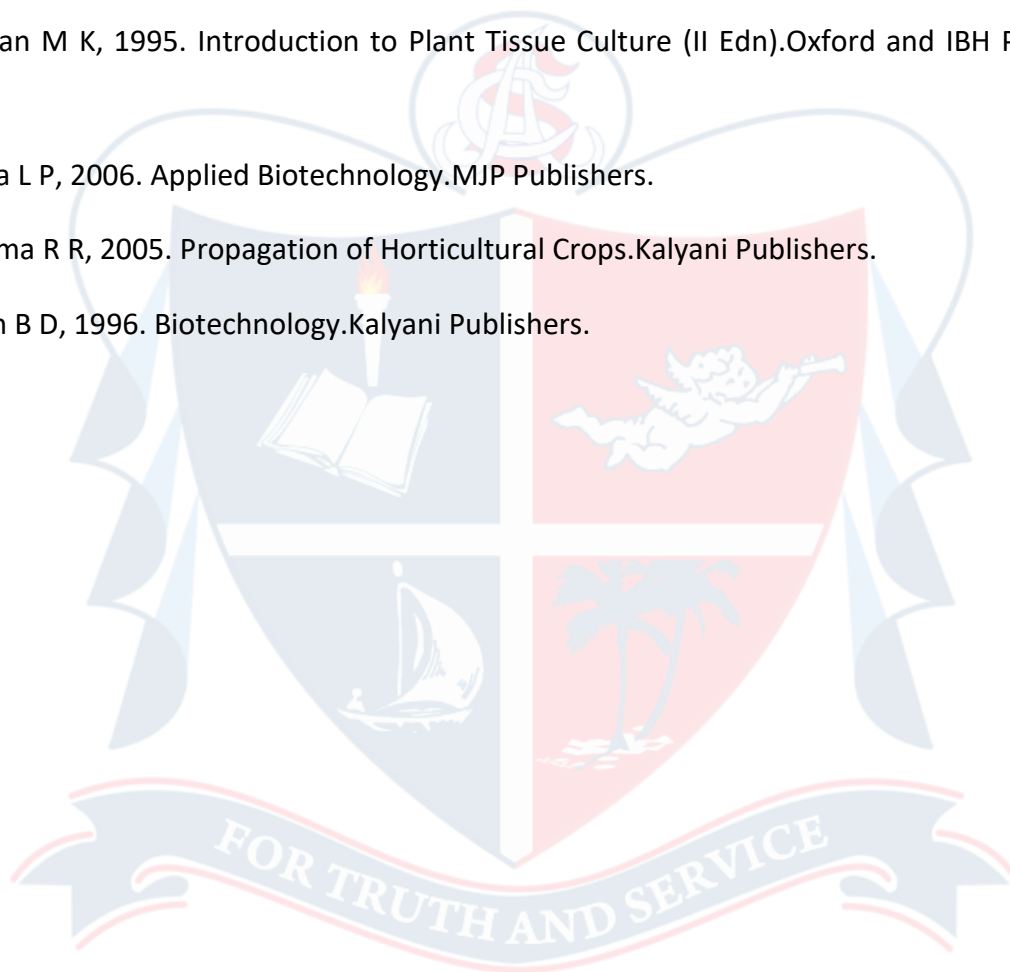 an M K, 1995. Introduction to Plant Tissue Culture (II Edn).Oxford and IBH
a L P, 2006. Applied Biotechnology.MJP Publishers.
ma R R, 2005. Propagation of Horticultural Crops.Kalyani Publishers.
B D, 1996. Biotechnology.Kalyani Publishers.
FOR TRUTH AND SERVICE